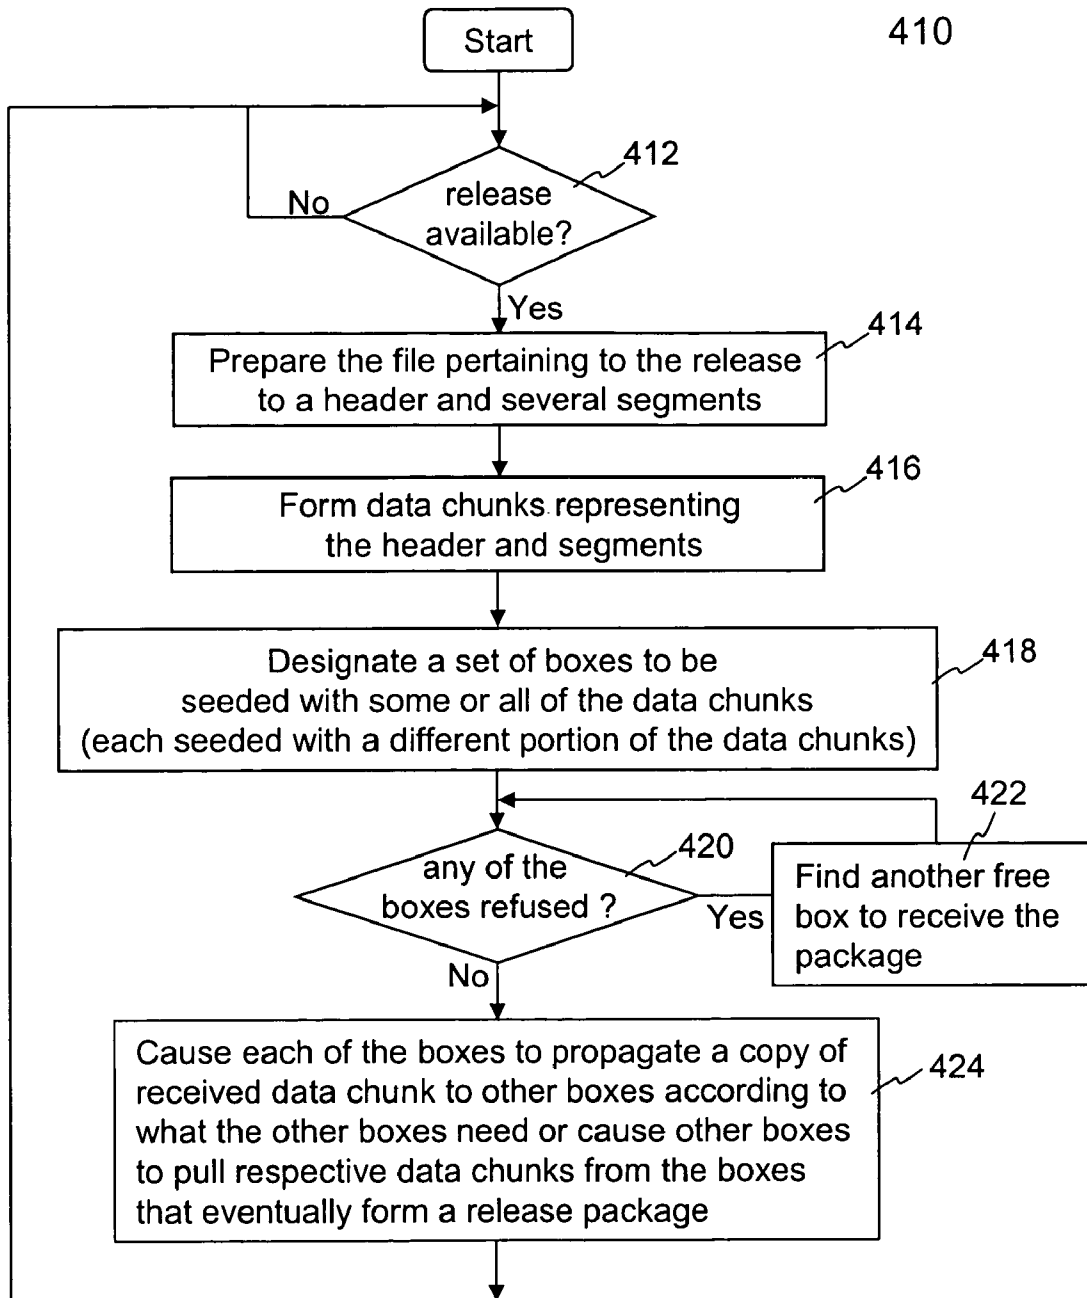 Start
410
412
release
available?
No
Yes
414
Prepare the file pertaining to the release
to a header and several segments
416
Form data chunks representing
the header and segments
418
Designate a set of boxes to be
seeded with some or all of the data chunks
(each seeded with a different portion of the data chunks)
420
any of the
boxes refused ?
Yes
No
422
Find another free
box to receive the
package
424
Cause each of the boxes to propagate a copy of
received data chunk to other boxes according to
what the other boxes need or cause other boxes
to pull respective data chunks from the boxes
that eventually form a release package